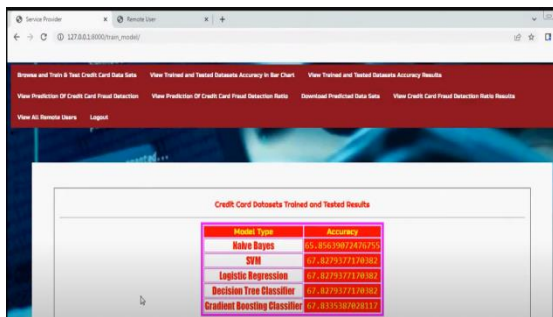 Service Provider
Remote User
127.0.0.1:8000/train_model/
Browse and Train & Test Credit Card Data Sets View Trained and Tested Datasets Accuracy in Bar Chart View Trained and Tested Datasets Accuracy Results
View Prediction Of Credit Card Fraud Detection View Prediction Of Credit Card Fraud Detection Ratio Download Predicted Data Sets View Credit Card Fraud Detection Ratio Results
View All Remote Users Logout
Credit Card Datasets Trained and Tested Results
Model Type Accuracy
Naive Bayes 65.85639072476755
SVM 67.8279377170382
Logistic Regression 67.8279377170382
Decision Tree Classifier 67.8279377170382
Gradient Boosting Classifier 67.8335387028117